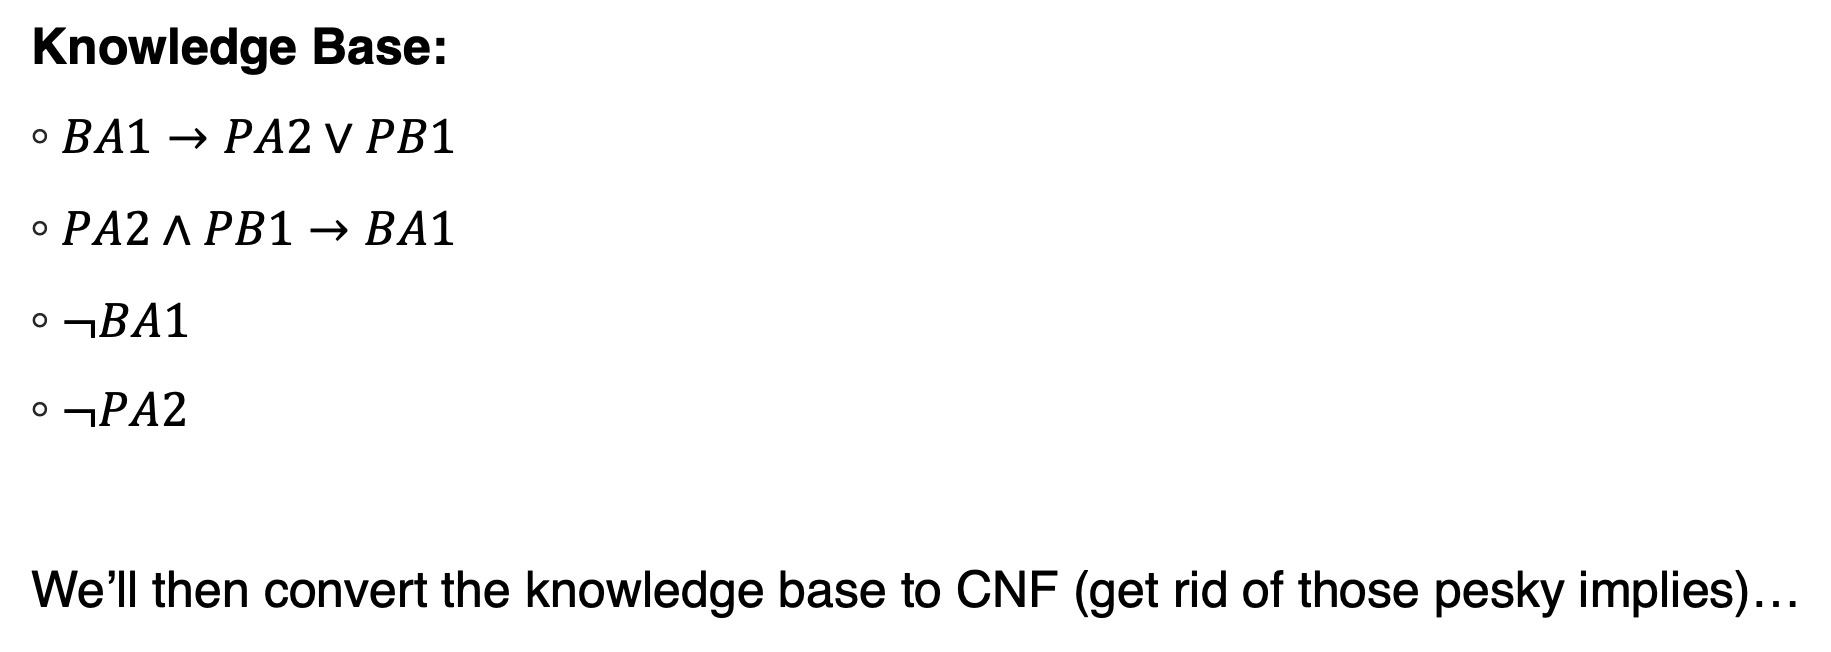 Knowledge Base:
∘ 𝐵𝐴1 → 𝑃𝐴2 ∨ 𝑃𝐵1
∘ 𝑃𝐴2 ∧ 𝑃𝐵1 → 𝐵𝐴1
∘ ¬𝐵𝐴1
∘ ¬𝑃𝐴2
We’ll then convert the knowledge base to CNF (get rid of those pesky implies)…